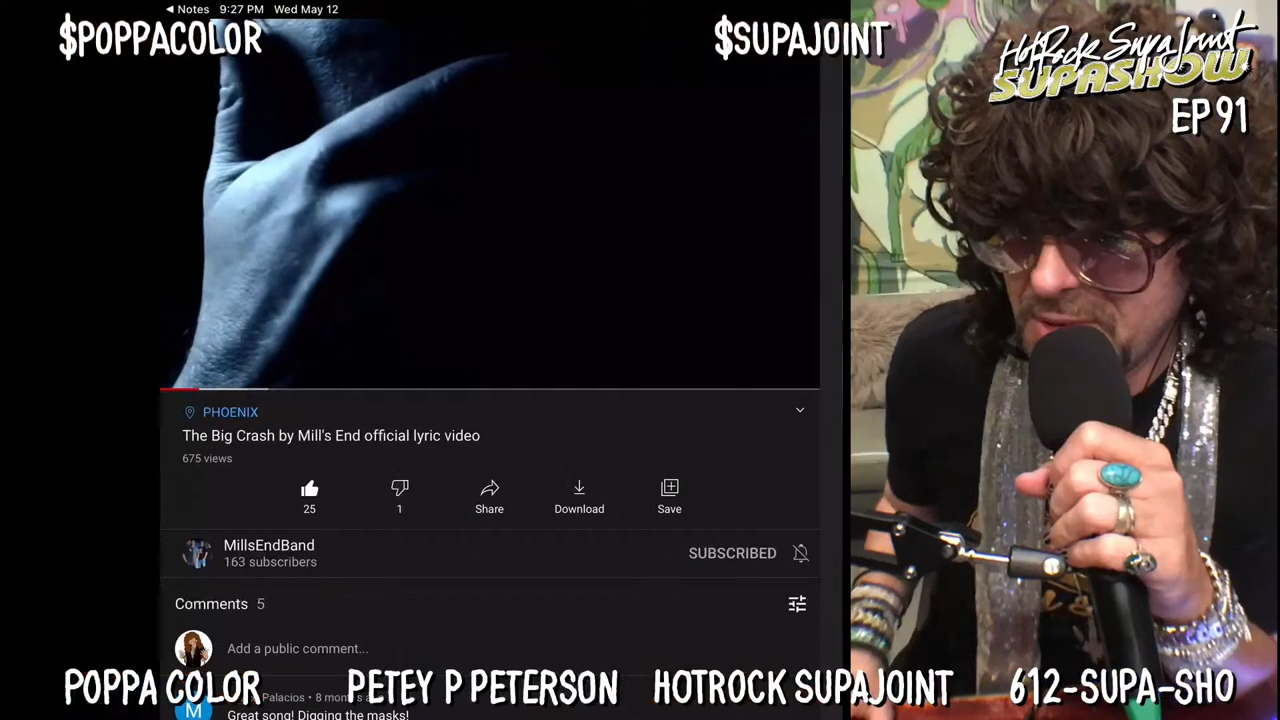 Notes 9:27 PM Wed May 12
$POPPACOLOR
$SUPAJOINT
HotRock SupaJoint
SUPASHOW
EP 91
PHOENIX
The Big Crash by Mill's End official lyric video
675 views
25
1
Share
Download
Save
MillsEndBand
163 subscribers
SUBSCRIBED
Comments 5
Add a public comment...
Palacios • 8 months
M
Great song! Digging the masks!
POPPA COLOR
PETEY P PETERSON
HOTROCK SUPAJOINT
612-SUPA-SHO